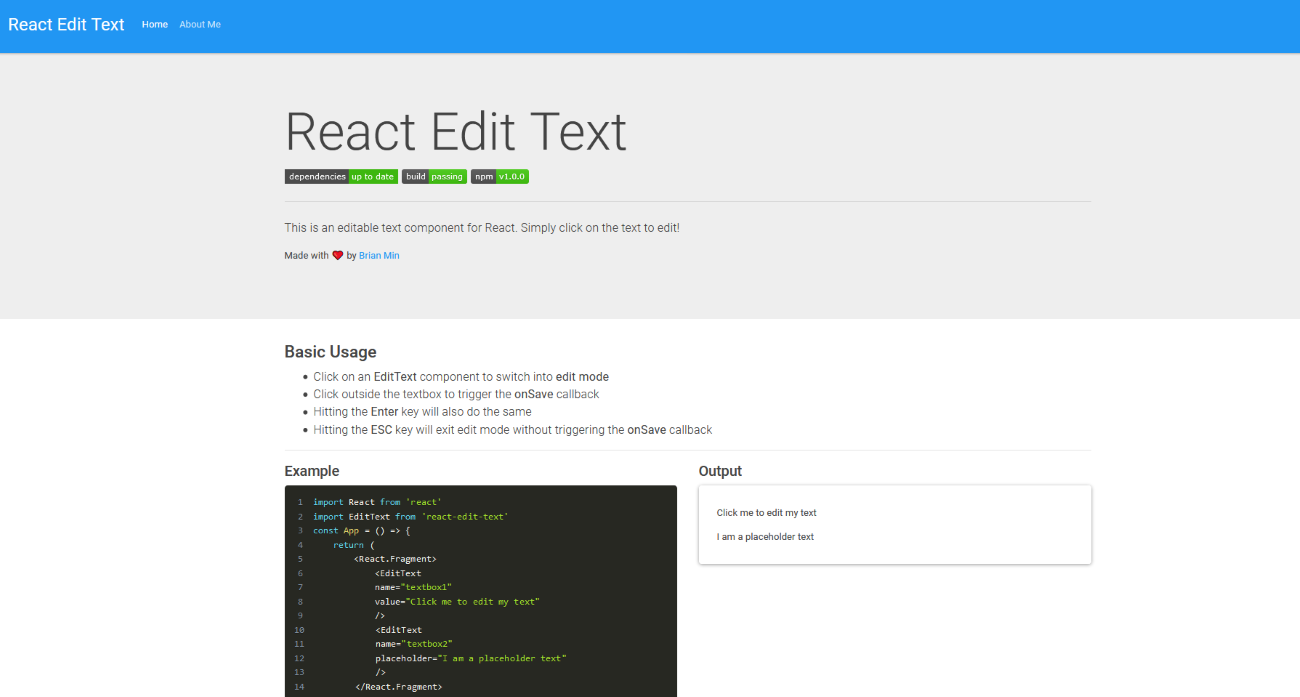 React Edit Text Home About Me
React Edit Text
dependencies up to date build passing npm v1.0.0
This is an editable text component for React. Simply click on the text to edit!
Made with ❤️ by Brian Min
Basic Usage
• Click on an EditText component to switch into edit mode
• Click outside the textbox to trigger the onSave callback
• Hitting the Enter key will also do the same
• Hitting the ESC key will exit edit mode without triggering the onSave callback
Example
1 import React from 'react'
2 import EditText from 'react-edit-text'
3 const App = () => {
4 return (
5 <React.Fragment>
6 <EditText
7 name="textbox1"
8 value="Click me to edit my text"
9 />
10 <EditText
11 name="textbox2"
12 placeholder="I am a placeholder text"
13 />
14 </React.Fragment>
Output
Click me to edit my text
I am a placeholder text